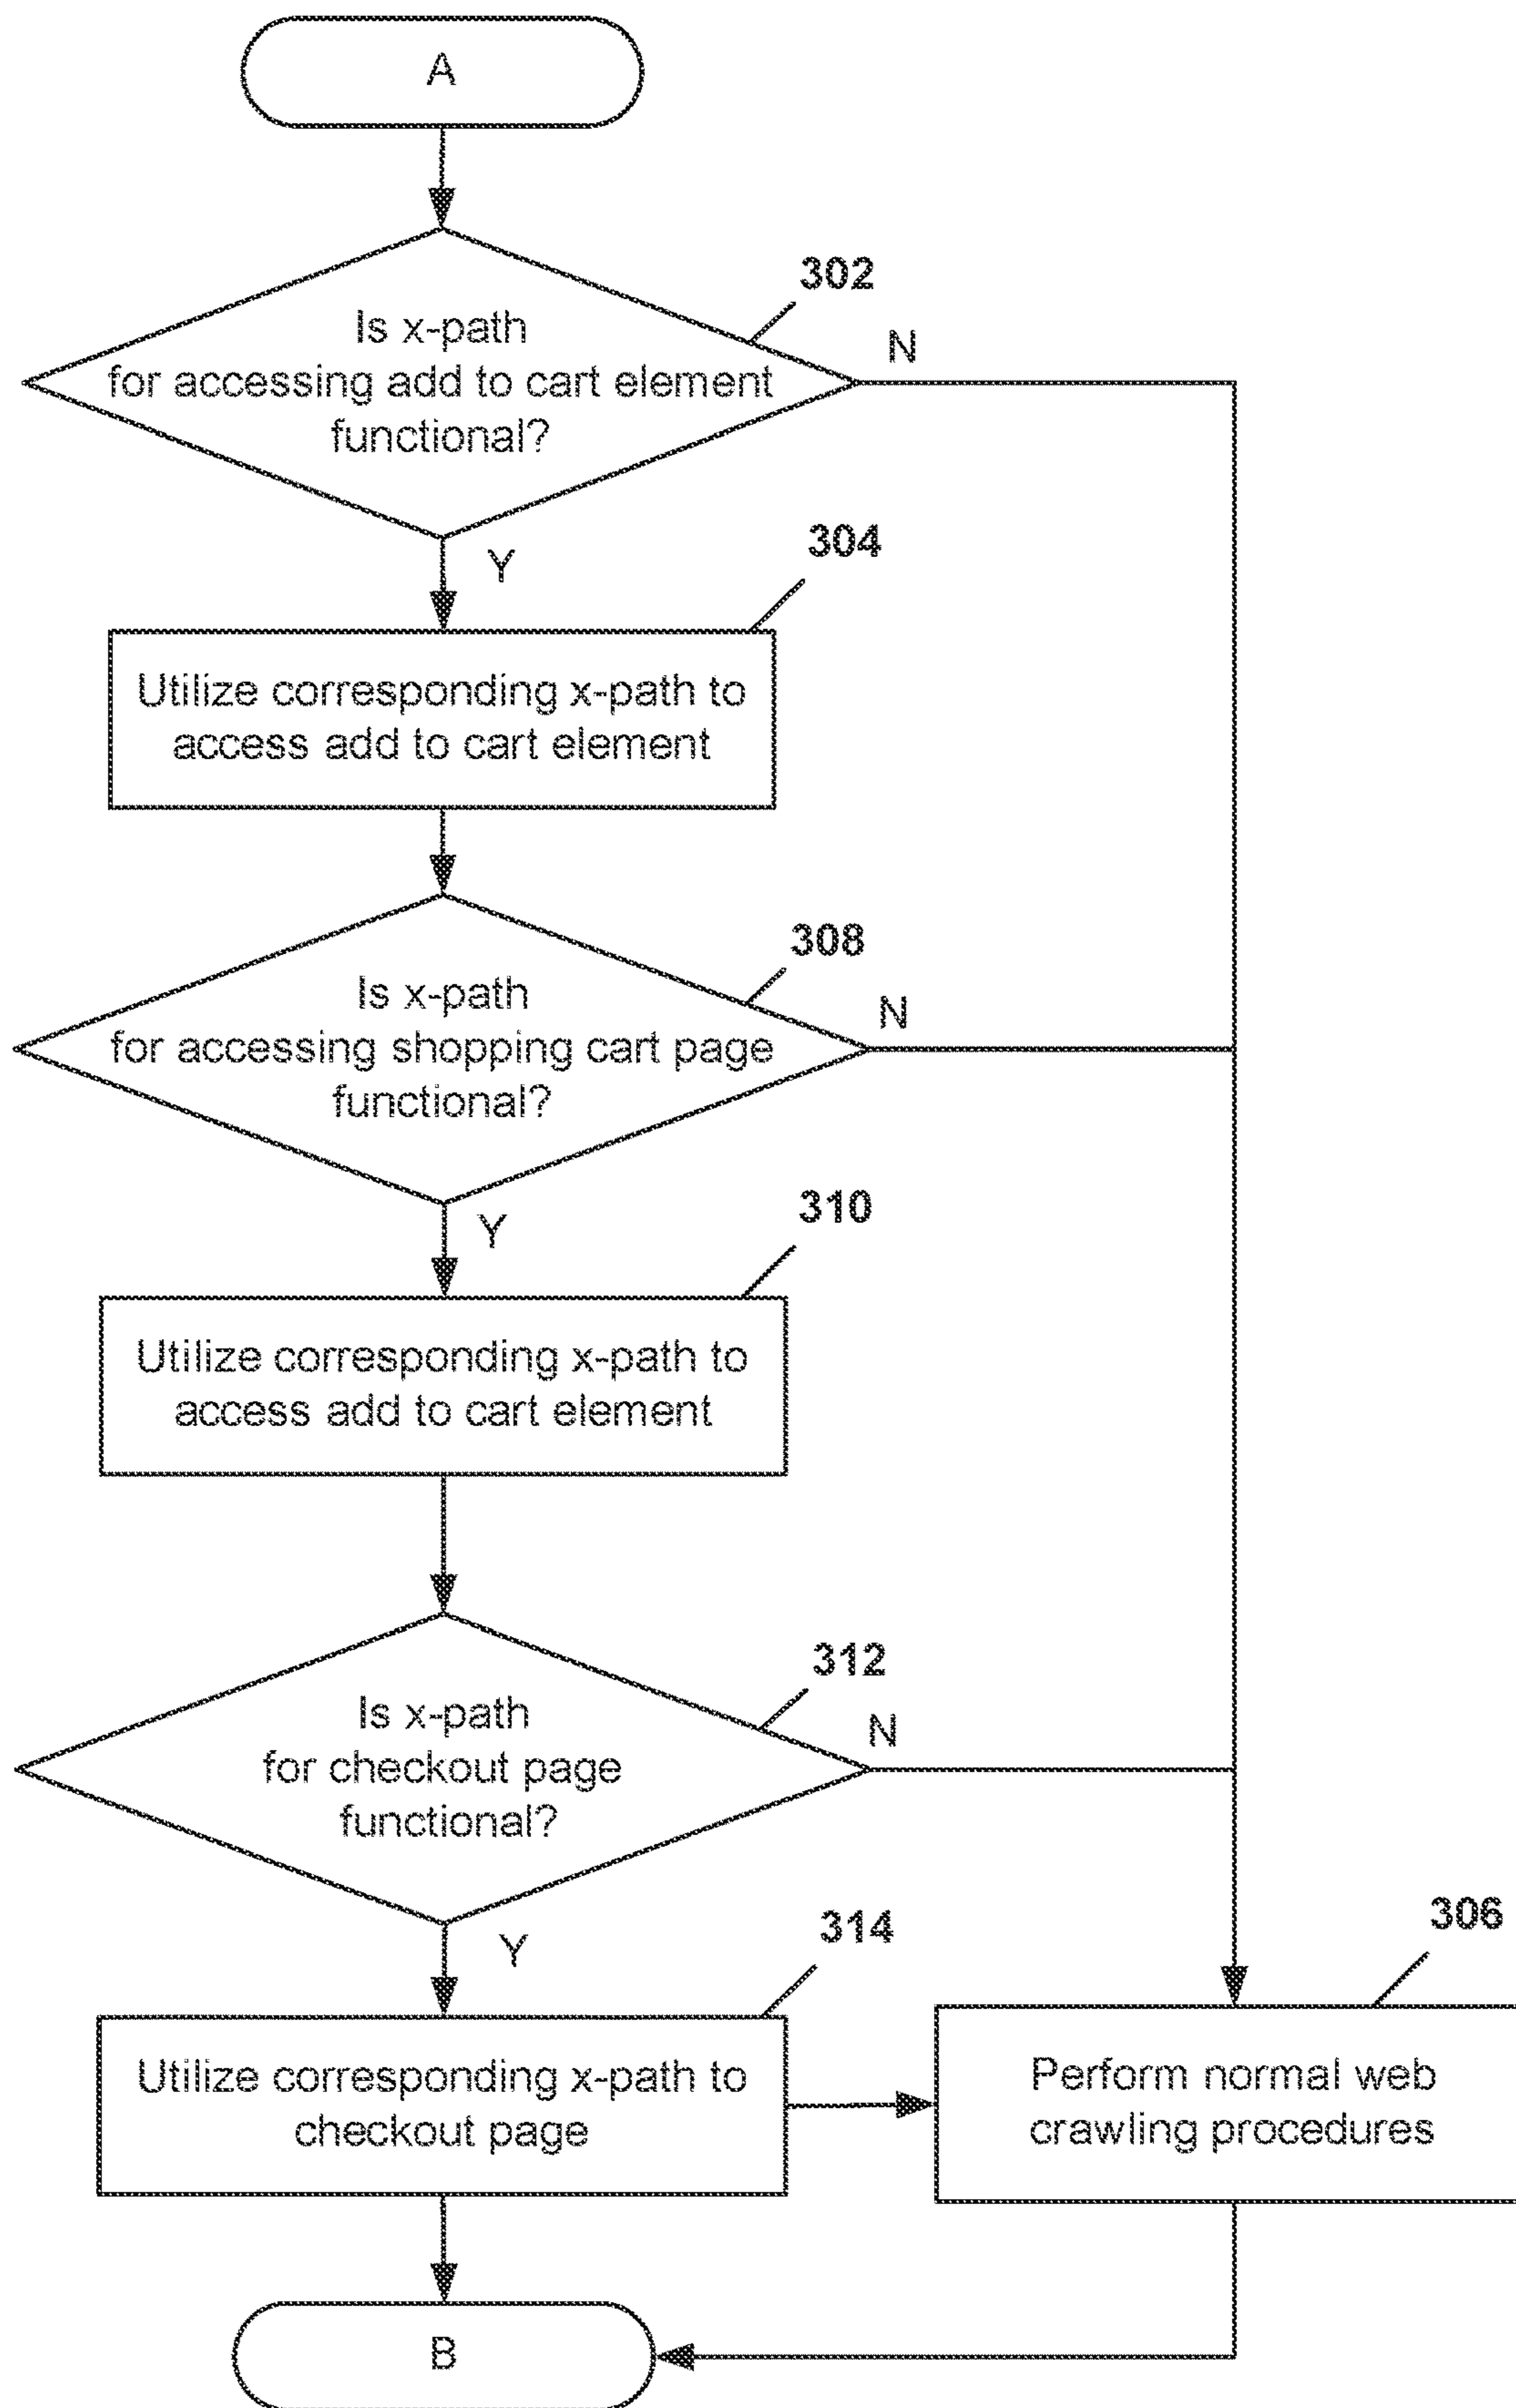 A
302
Is x-path
for accessing add to cart element
functional?
N
Y
304
Utilize corresponding x-path to
access add to cart element
308
Is x-path
for accessing shopping cart page
functional?
N
Y
310
Utilize corresponding x-path to
access add to cart element
312
Is x-path
for checkout page
functional?
N
Y
314
Utilize corresponding x-path to
checkout page
306
Perform normal web
crawling procedures
B